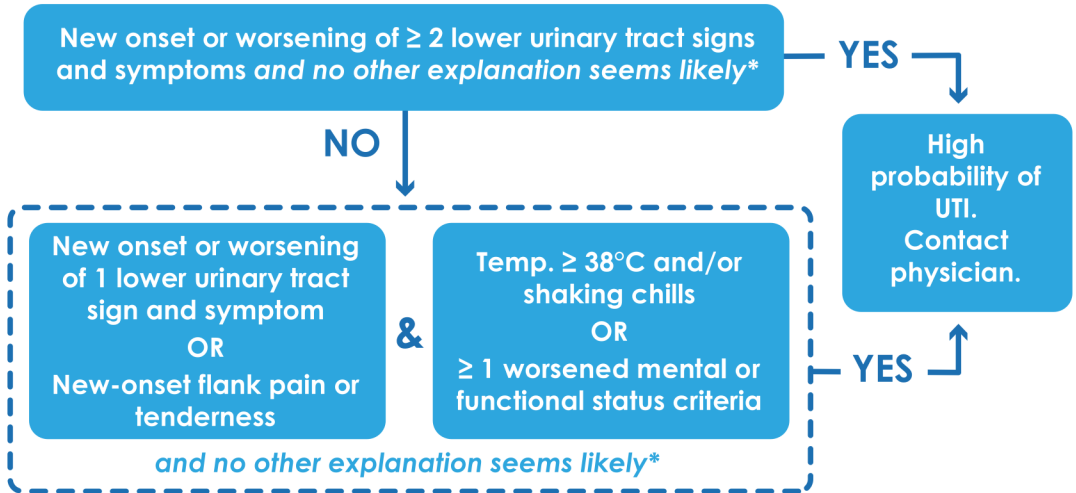 New onset or worsening of ≥ 2 lower urinary tract signs
and symptoms and no other explanation seems likely*
YES
NO
High
probability of
UTI.
Contact
physician.
New onset or worsening
of 1 lower urinary tract
sign and symptom
OR
New-onset flank pain or
tenderness
&
Temp. ≥ 38°C and/or
shaking chills
OR
≥ 1 worsened mental or
functional status criteria
YES
and no other explanation seems likely*